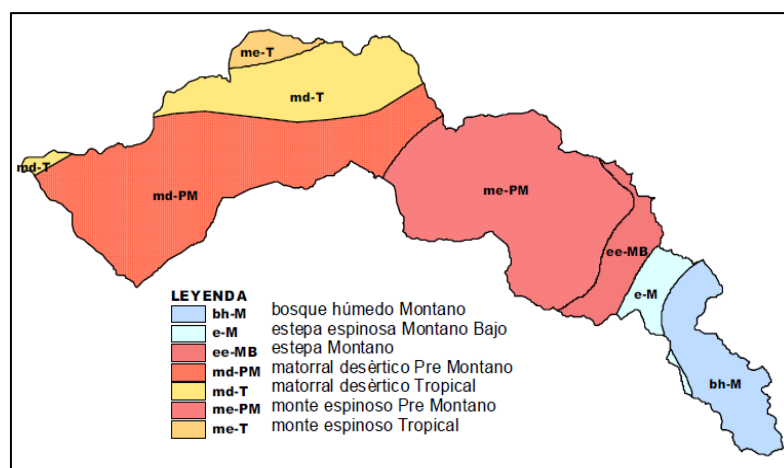 me-T
md-T
md-T
md-PM
me-PM
ee-MB
e-M
bh-M
LEYENDA
bh-M bosque húmedo Montano
e-M estepa espinosa Montano Bajo
ee-MB estepa Montano
md-PM matorral desèrtico Pre Montano
md-T matorral desèrtico Tropical
me-PM monte espinoso Pre Montano
me-T monte espinoso Tropical